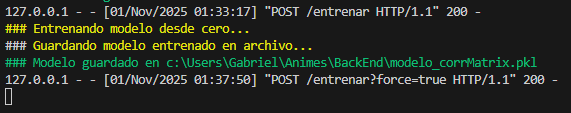 127.0.0.1 - - [01/Nov/2025 01:33:17] "POST /entrenar HTTP/1.1" 200 -
### Entrenando modelo desde cero...
### Guardando modelo entrenado en archivo...
### Modelo guardado en c:\Users\Gabriel\Animes\BackEnd\modelo_corrMatrix.pkl
127.0.0.1 - - [01/Nov/2025 01:37:50] "POST /entrenar?force=true HTTP/1.1" 200 -